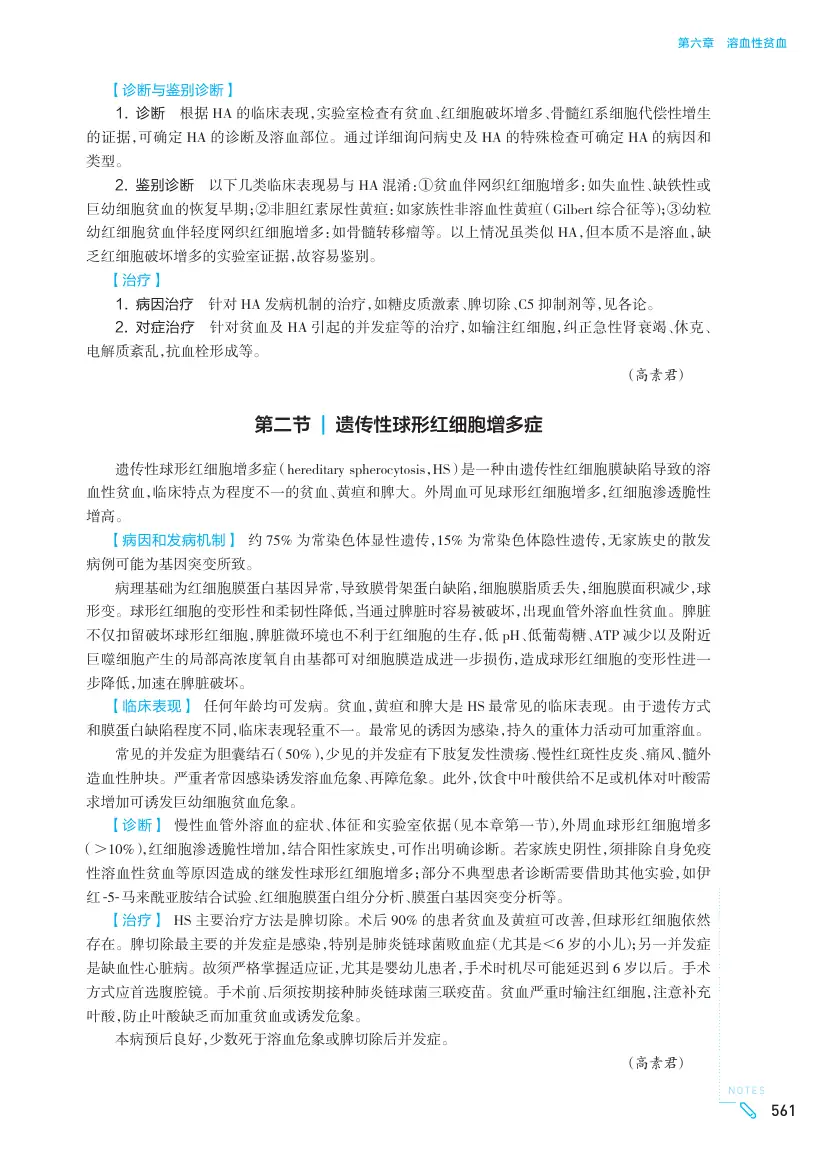 第六章 溶血性贫血
【诊断与鉴别诊断】
1. 诊断 根据 HA 的临床表现,实验室检查有贫血、红细胞破坏增多、骨髓红系细胞代偿性增生
的证据,可确定 HA 的诊断及溶血部位。通过详细询问病史及 HA 的特殊检查可确定 HA 的病因和
类型。
2. 鉴别诊断 以下几类临床表现易与 HA 混淆:①贫血伴网织红细胞增多:如失血性、缺铁性或
巨幼细胞贫血的恢复早期;②非胆红素尿性黄疸:如家族性非溶血性黄疸(Gilbert 综合征等);③幼粒
幼红细胞贫血伴轻度网织红细胞增多:如骨髓转移瘤等。以上情况虽类似 HA,但本质不是溶血,缺
乏红细胞破坏增多的实验室证据,故容易鉴别。
【治疗】
1. 病因治疗 针对 HA 发病机制的治疗,如糖皮质激素、脾切除、C5 抑制剂等,见各论。
2. 对症治疗 针对贫血及 HA 引起的并发症等的治疗,如输注红细胞,纠正急性肾衰竭、休克、
电解质紊乱,抗血栓形成等。
(高素君)
第二节 | 遗传性球形红细胞增多症
遗传性球形红细胞增多症(hereditary spherocytosis,HS)是一种由遗传性红细胞膜缺陷导致的溶
血性贫血,临床特点为程度不一的贫血、黄疸和脾大。外周血可见球形红细胞增多,红细胞渗透脆性
增高。
【病因和发病机制】 约 75% 为常染色体显性遗传,15% 为常染色体隐性遗传,无家族史的散发
病例可能为基因突变所致。
病理基础为红细胞膜蛋白基因异常,导致膜骨架蛋白缺陷,细胞膜脂质丢失,细胞膜面积减少,球
形变。球形红细胞的变形性和柔韧性降低,当通过脾脏时容易被破坏,出现血管外溶血性贫血。脾脏
不仅扣留破坏球形红细胞,脾脏微环境也不利于红细胞的生存,低 pH、低葡萄糖、ATP 减少以及附近
巨噬细胞产生的局部高浓度氧自由基都可对细胞膜造成进一步损伤,造成球形红细胞的变形性进一
步降低,加速在脾脏破坏。
【临床表现】 任何年龄均可发病。贫血,黄疸和脾大是 HS 最常见的临床表现。由于遗传方式
和膜蛋白缺陷程度不同,临床表现轻重不一。最常见的诱因为感染,持久的重体力活动可加重溶血。
常见的并发症为胆囊结石(50%),少见的并发症有下肢复发性溃疡、慢性红斑性皮炎、痛风、髓外
造血性肿块。严重者常因感染诱发溶血危象、再障危象。此外,饮食中叶酸供给不足或机体对叶酸需
求增加可诱发巨幼细胞贫血危象。
【诊断】 慢性血管外溶血的症状、体征和实验室依据(见本章第一节),外周血球形红细胞增多
(>10%),红细胞渗透脆性增加,结合阳性家族史,可作出明确诊断。若家族史阴性,须排除自身免疫
性溶血性贫血等原因造成的继发性球形红细胞增多;部分不典型患者诊断需要借助其他实验,如伊
红-5-马来酰亚胺结合试验、红细胞膜蛋白组分分析、膜蛋白基因突变分析等。
【治疗】 HS 主要治疗方法是脾切除。术后 90% 的患者贫血及黄疸可改善,但球形红细胞依然
存在。脾切除最主要的并发症是感染,特别是肺炎链球菌败血症(尤其是<6 岁的小儿);另一并发症
是缺血性心脏病。故须严格掌握适应证,尤其是婴幼儿患者,手术时机尽可能延迟到 6 岁以后。手术
方式应首选腹腔镜。手术前、后须按期接种肺炎链球菌三联疫苗。贫血严重时输注红细胞,注意补充
叶酸,防止叶酸缺乏而加重贫血或诱发危象。
本病预后良好,少数死于溶血危象或脾切除后并发症。
(高素君)
NOTES
561